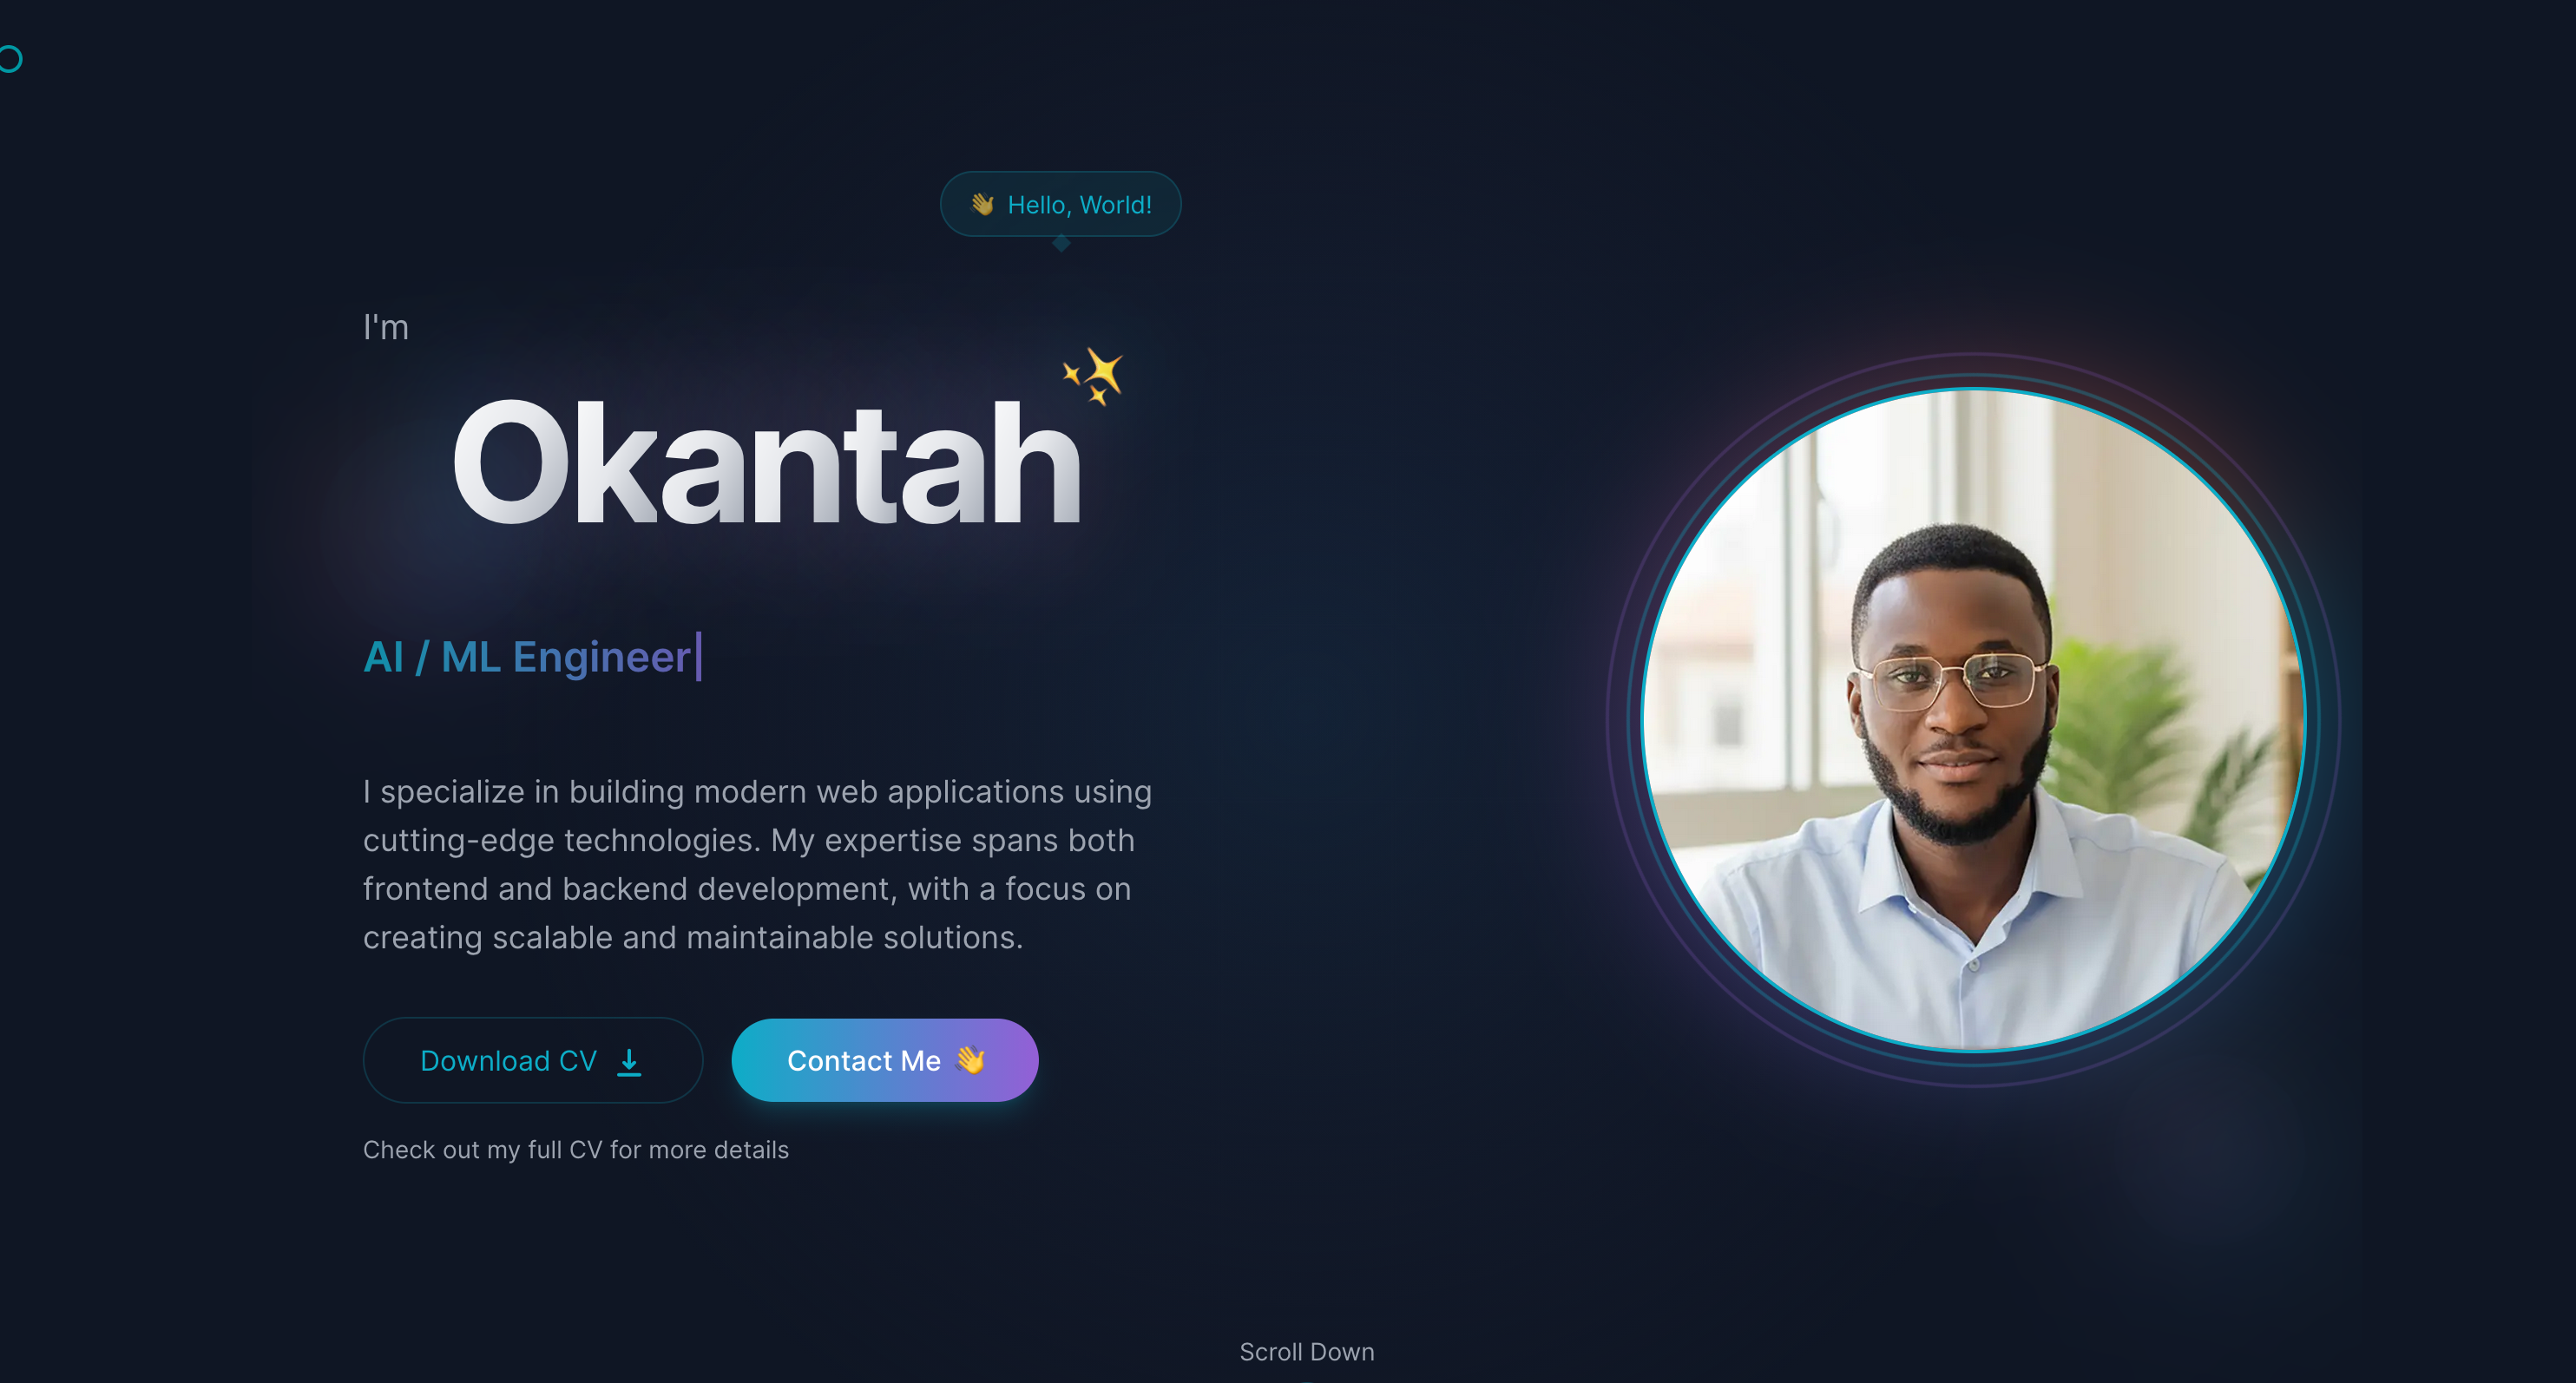 👋 Hello, World!
I'm
Okantah✨
AI / ML Engineer
I specialize in building modern web applications using
cutting-edge technologies. My expertise spans both
frontend and backend development, with a focus on
creating scalable and maintainable solutions.
Download CV
Contact Me 👋
Check out my full CV for more details
Scroll Down